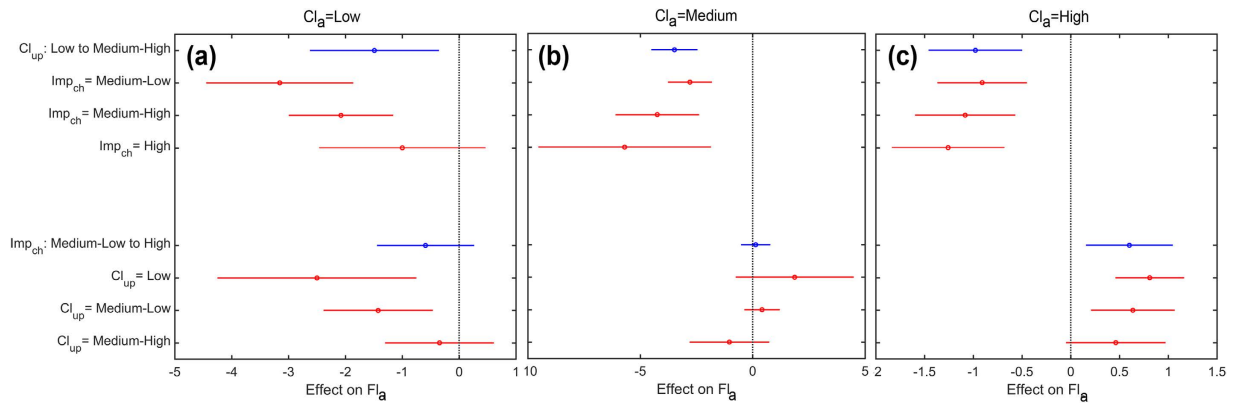 Cl_a=Low
Cl_a=Medium
Cl_a=High
(a)
(b)
(c)
Cl_up: Low to Medium-High
Imp_ch= Medium-Low
Imp_ch= Medium-High
Imp_ch= High
Imp_ch: Medium-Low to High
Cl_up= Low
Cl_up= Medium-Low
Cl_up= Medium-High
-5 -4 -3 -2 -1 0 1
10 -5 0 5
2 -1.5 -1 -0.5 0 0.5 1 1.5
Effect on Fl_a
Effect on Fl_a
Effect on Fl_a